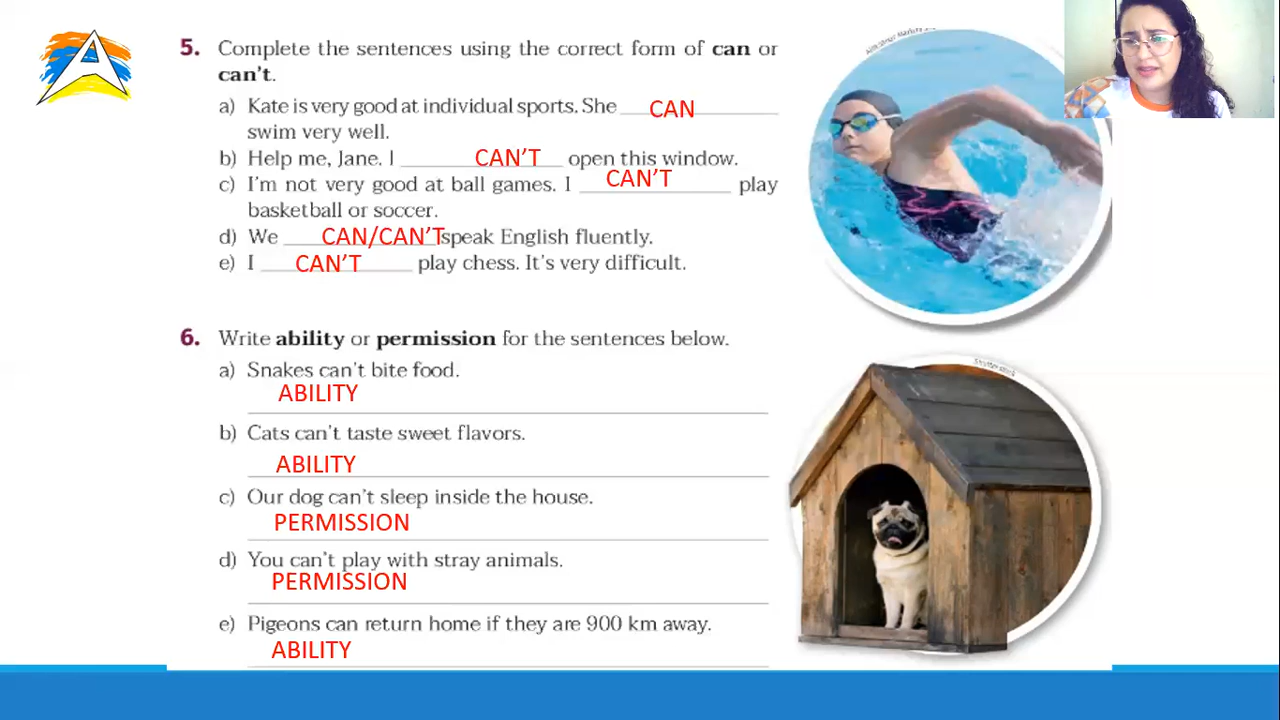 5. Complete the sentences using the correct form of can or
can't.
a) Kate is very good at individual sports. She CAN
swim very well.
b) Help me, Jane. I CAN'T open this window.
c) I'm not very good at ball games. I CAN'T play
basketball or soccer.
d) We CAN/CAN'T speak English fluently.
e) I CAN'T play chess. It's very difficult.
6. Write ability or permission for the sentences below.
a) Snakes can't bite food.
ABILITY
b) Cats can't taste sweet flavors.
ABILITY
c) Our dog can't sleep inside the house.
PERMISSION
d) You can't play with stray animals.
PERMISSION
e) Pigeons can return home if they are 900 km away.
ABILITY
A